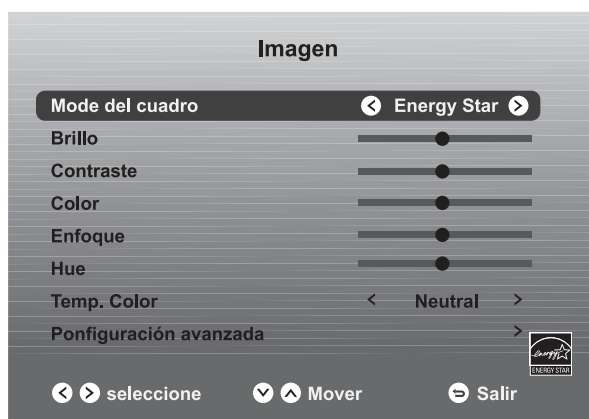 Imagen
Mode del cuadro < Energy Star >
Brillo
Contraste
Color
Enfoque
Hue
Temp. Color < Neutral >
Ponfiguración avanzada >
energy
ENERGY STAR
seleccione Mover Salir